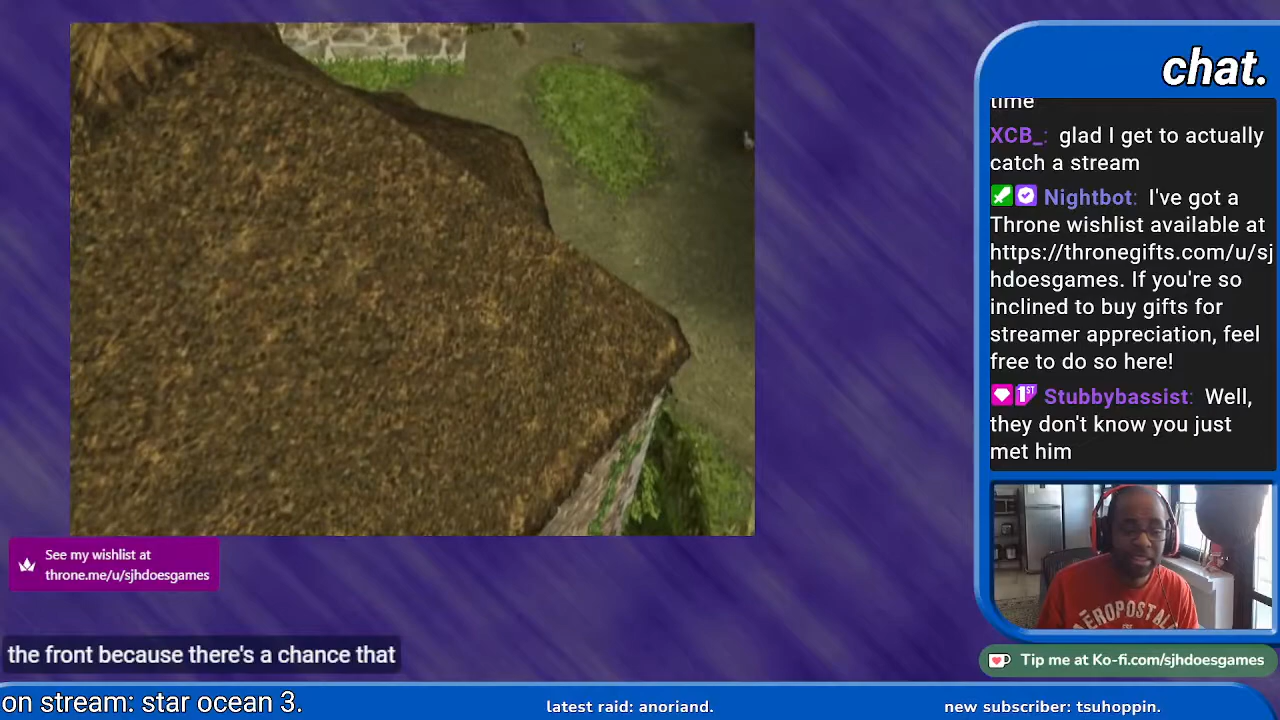 chat.
time
XCB_: glad I get to actually
catch a stream
Nightbot: I've got a
Throne wishlist available at
https://thronegifts.com/u/sj
hdoesgames. If you're so
inclined to buy gifts for
streamer appreciation, feel
free to do so here!
1ST Stubbybassist: Well,
they don't know you just
met him
AÉROPOSTALE
See my wishlist at
throne.me/u/sjhdoesgames
the front because there's a chance that
Tip me at Ko-fi.com/sjhdoesgames
on stream: star ocean 3.
latest raid: anoriand.
new subscriber: tsuhoppin.